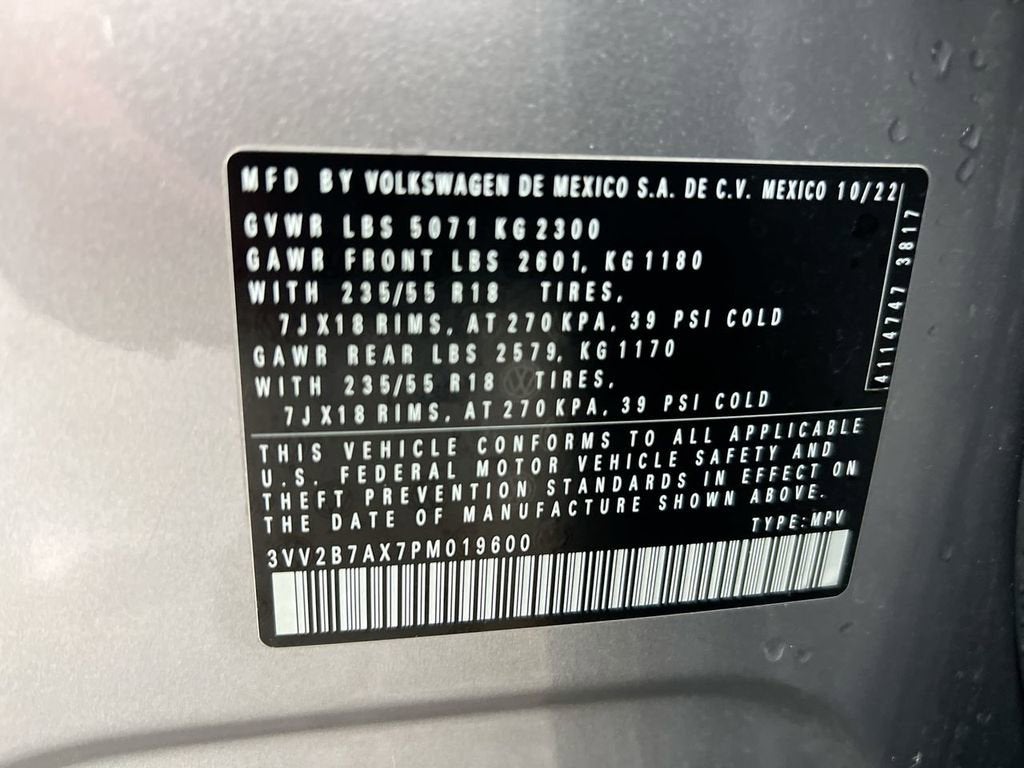 MFD BY VOLKSWAGEN DE MEXICO S.A. DE C.V. MEXICO 10/22
GVWR LBS 5071 KG 2300
GAWR FRONT LBS 2601, KG 1180
WITH 235/55 R18 TIRES,
7J X18 RIMS, AT 270 KPA, 39 PSI COLD
GAWR REAR LBS 2579, KG 1170
WITH 235/55 R18 TIRES,
7J X18 RIMS, AT 270 KPA, 39 PSI COLD
4114747 3817
THIS VEHICLE CONFORMS TO ALL APPLICABLE
U.S. FEDERAL MOTOR VEHICLE SAFETY AND
THEFT PREVENTION STANDARDS IN EFFECT ON
THE DATE OF MANUFACTURE SHOWN ABOVE.
TYPE: MPV
3VV2B7AX7PM019600